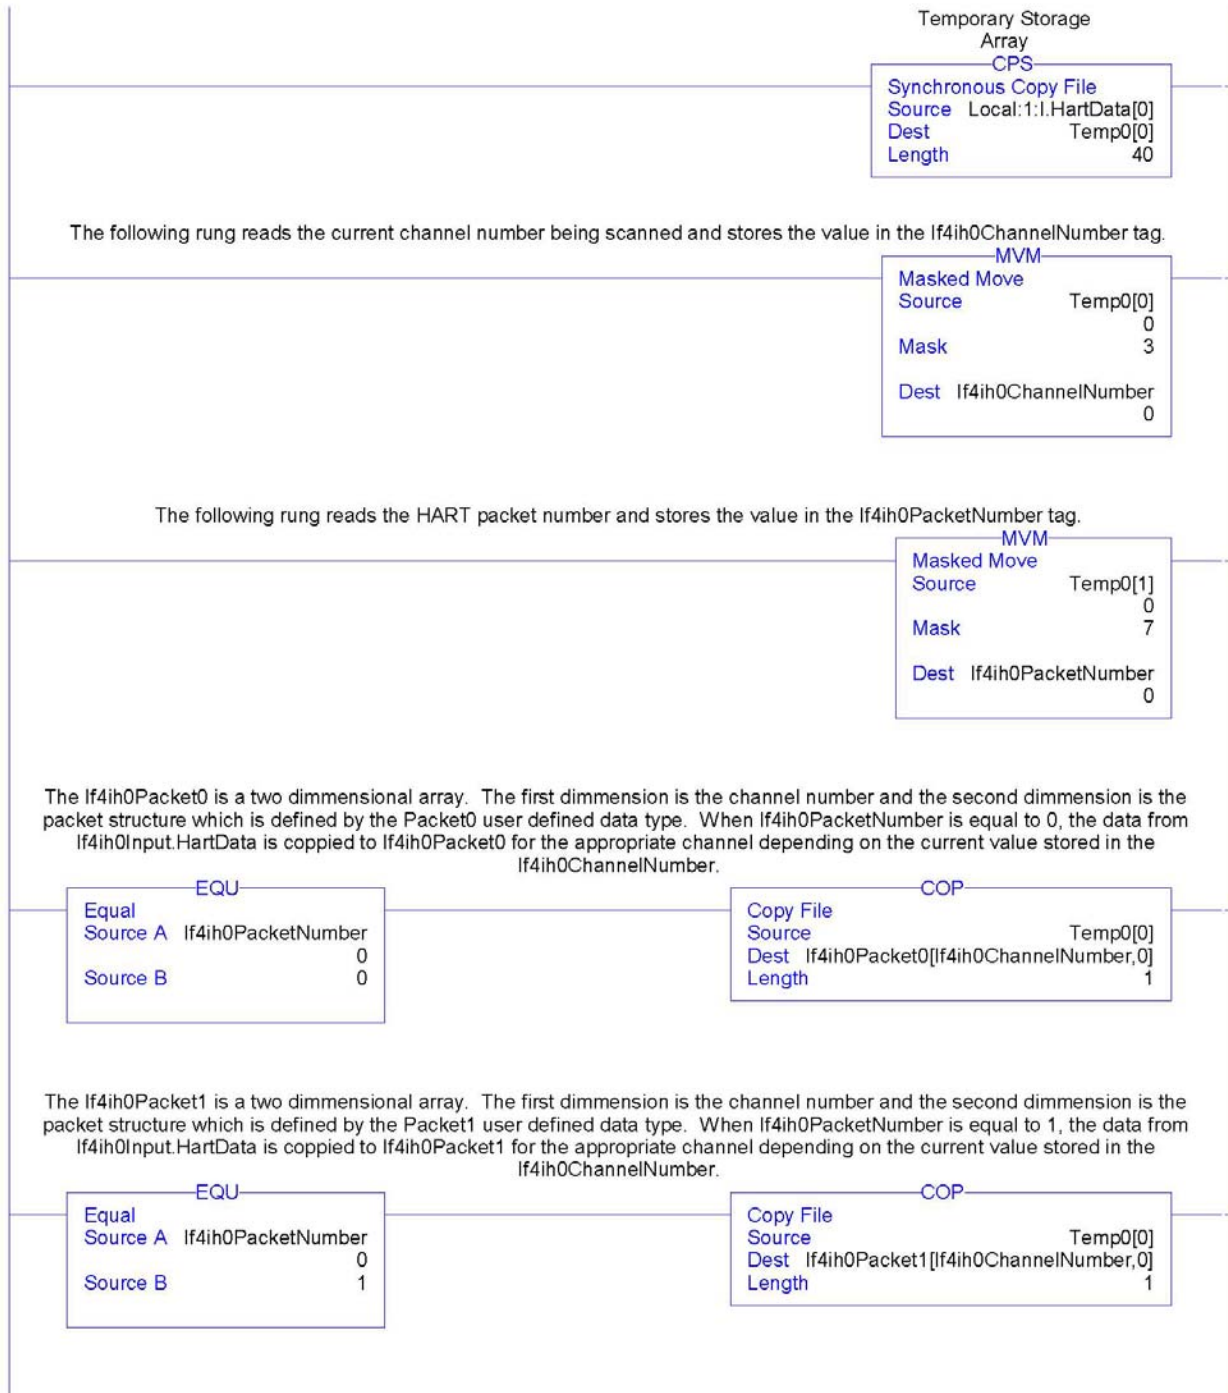 Temporary Storage
Array
CPS
Synchronous Copy File
Source Local:1:I.HartData[0]
Dest Temp0[0]
Length 40
The following rung reads the current channel number being scanned and stores the value in the If4ih0ChannelNumber tag.
MVM
Masked Move
Source Temp0[0]
0
Mask 3
Dest If4ih0ChannelNumber
0
The following rung reads the HART packet number and stores the value in the If4ih0PacketNumber tag.
MVM
Masked Move
Source Temp0[1]
0
Mask 7
Dest If4ih0PacketNumber
0
The If4ih0Packet0 is a two dimmensional array. The first dimmension is the channel number and the second dimmension is the
packet structure which is defined by the Packet0 user defined data type. When If4ih0PacketNumber is equal to 0, the data from
If4ih0Input.HartData is coppied to If4ih0Packet0 for the appropriate channel depending on the current value stored in the
If4ih0ChannelNumber.
EQU
Equal
Source A If4ih0PacketNumber
0
Source B 0
COP
Copy File
Source Temp0[0]
Dest If4ih0Packet0[If4ih0ChannelNumber,0]
Length 1
The If4ih0Packet1 is a two dimmensional array. The first dimmension is the channel number and the second dimmension is the
packet structure which is defined by the Packet1 user defined data type. When If4ih0PacketNumber is equal to 1, the data from
If4ih0Input.HartData is coppied to If4ih0Packet1 for the appropriate channel depending on the current value stored in the
If4ih0ChannelNumber.
EQU
Equal
Source A If4ih0PacketNumber
0
Source B 1
COP
Copy File
Source Temp0[0]
Dest If4ih0Packet1[If4ih0ChannelNumber,0]
Length 1